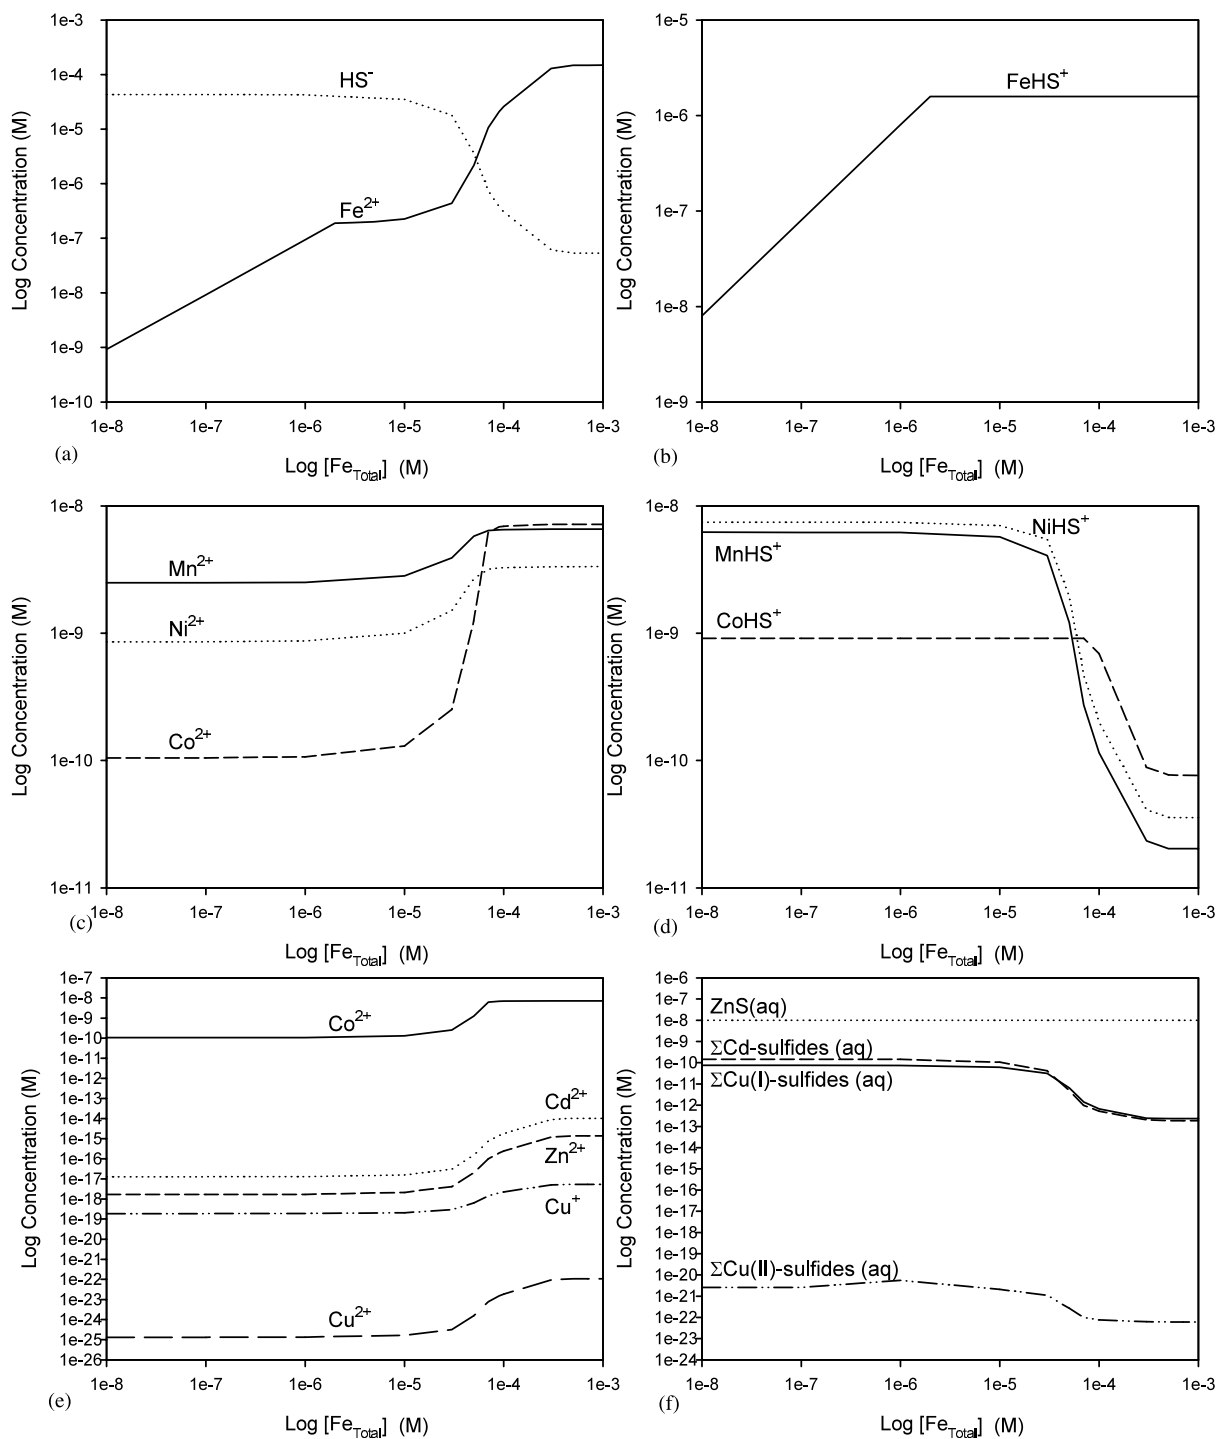 1e-3
1e-4
1e-5
1e-6
1e-7
1e-8
1e-9
1e-10
Log Concentration (M)
HS⁻
Fe²⁺
1e-8 1e-7 1e-6 1e-5 1e-4 1e-3
(a)
Log [Fe_Total] (M)
1e-5
1e-6
1e-7
1e-8
1e-9
Log Concentration (M)
FeHS⁺
1e-8 1e-7 1e-6 1e-5 1e-4 1e-3
(b)
Log [Fe_Total] (M)
1e-8
1e-9
1e-10
1e-11
Log Concentration (M)
Mn²⁺
Ni²⁺
Co²⁺
1e-8 1e-7 1e-6 1e-5 1e-4 1e-3
(c)
Log [Fe_Total] (M)
1e-8
1e-9
1e-10
1e-11
Log Concentration (M)
NiHS⁺
MnHS⁺
CoHS⁺
1e-8 1e-7 1e-6 1e-5 1e-4 1e-3
(d)
Log [Fe_Total] (M)
1e-7
1e-8
1e-9
1e-10
1e-11
1e-12
1e-13
1e-14
1e-15
1e-16
1e-17
1e-18
1e-19
1e-20
1e-21
1e-22
1e-23
1e-24
1e-25
1e-26
Log Concentration (M)
Co²⁺
Cd²⁺
Zn²⁺
Cu⁺
Cu²⁺
1e-8 1e-7 1e-6 1e-5 1e-4 1e-3
(e)
Log [Fe_Total] (M)
1e-6
1e-7
1e-8
1e-9
1e-10
1e-11
1e-12
1e-13
1e-14
1e-15
1e-16
1e-17
1e-18
1e-19
1e-20
1e-21
1e-22
1e-23
1e-24
Log Concentration (M)
ZnS(aq)
ΣCd-sulfides (aq)
ΣCu(I)-sulfides (aq)
ΣCu(II)-sulfides (aq)
1e-8 1e-7 1e-6 1e-5 1e-4 1e-3
(f)
Log [Fe_Total] (M)